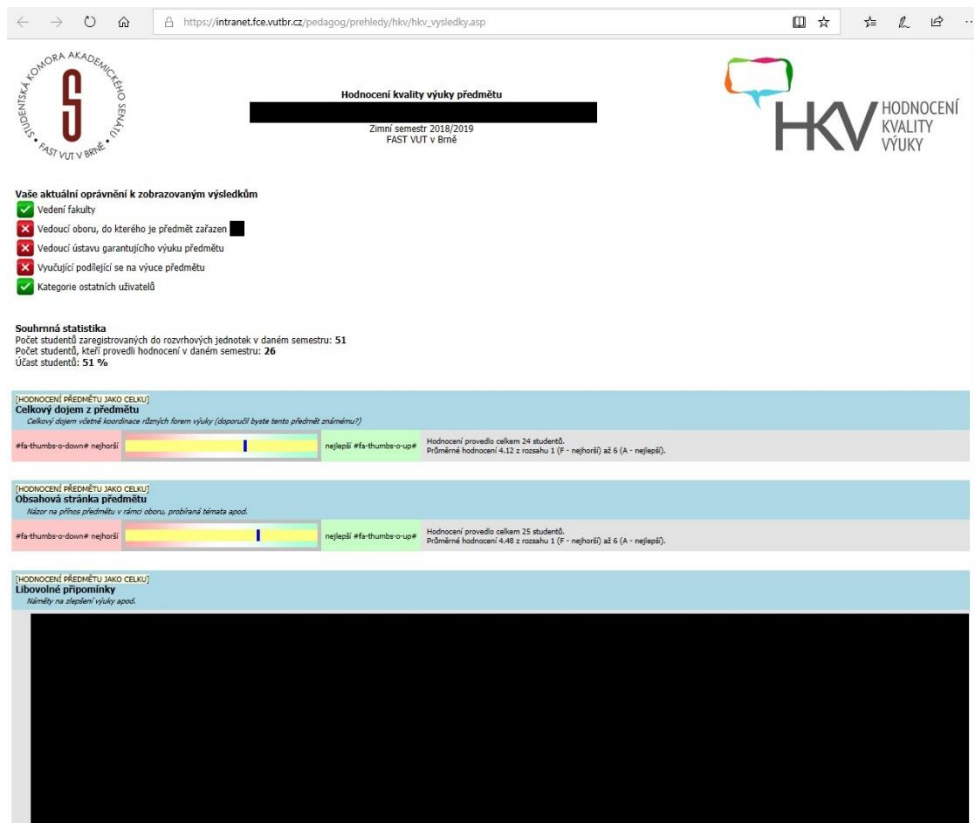 https://intranet.fce.vutbr.cz/pedagog/prehledy/hkv/hkv_vysledky.asp
STUDENTSKÁ KOMORA AKADEMICKÉHO SENÁTU
FAST VUT V BRNĚ
Hodnocení kvality výuky předmětu
Zimní semestr 2018/2019
FAST VUT v Brně
HKV HODNOCENÍ
KVALITY
VÝUKY
Vaše aktuální oprávnění k zobrazovaným výsledkům
Vedení fakulty
Vedoucí oboru, do kterého je předmět zařazen
Vedoucí ústavu garantujícího výuku předmětu
Vyučující podílející se na výuce předmětu
Kategorie ostatních uživatelů
Souhrnná statistika
Počet studentů zaregistrovaných do rozvrhových jednotek v daném semestru: 51
Počet studentů, kteří provedli hodnocení v daném semestru: 26
Účast studentů: 51 %
[HODNOCENÍ PŘEDMĚTU JAKO CELKU]
Celkový dojem z předmětu
Celkový dojem včetně koordinace různých forem výuky (doporučil byste tento předmět známému?)
#fa-thumbs-o-down# nejhorší
nejlepší #fa-thumbs-o-up#
Hodnocení provedlo celkem 24 studentů.
Průměrné hodnocení 4.12 z rozsahu 1 (F - nejhorší) až 6 (A - nejlepší).
[HODNOCENÍ PŘEDMĚTU JAKO CELKU]
Obsahová stránka předmětu
Názor na přínos předmětu v rámci oboru, probíraná témata apod.
#fa-thumbs-o-down# nejhorší
nejlepší #fa-thumbs-o-up#
Hodnocení provedlo celkem 25 studentů.
Průměrné hodnocení 4.48 z rozsahu 1 (F - nejhorší) až 6 (A - nejlepší).
[HODNOCENÍ PŘEDMĚTU JAKO CELKU]
Libovolné připomínky
Náměty na zlepšení výuky apod.